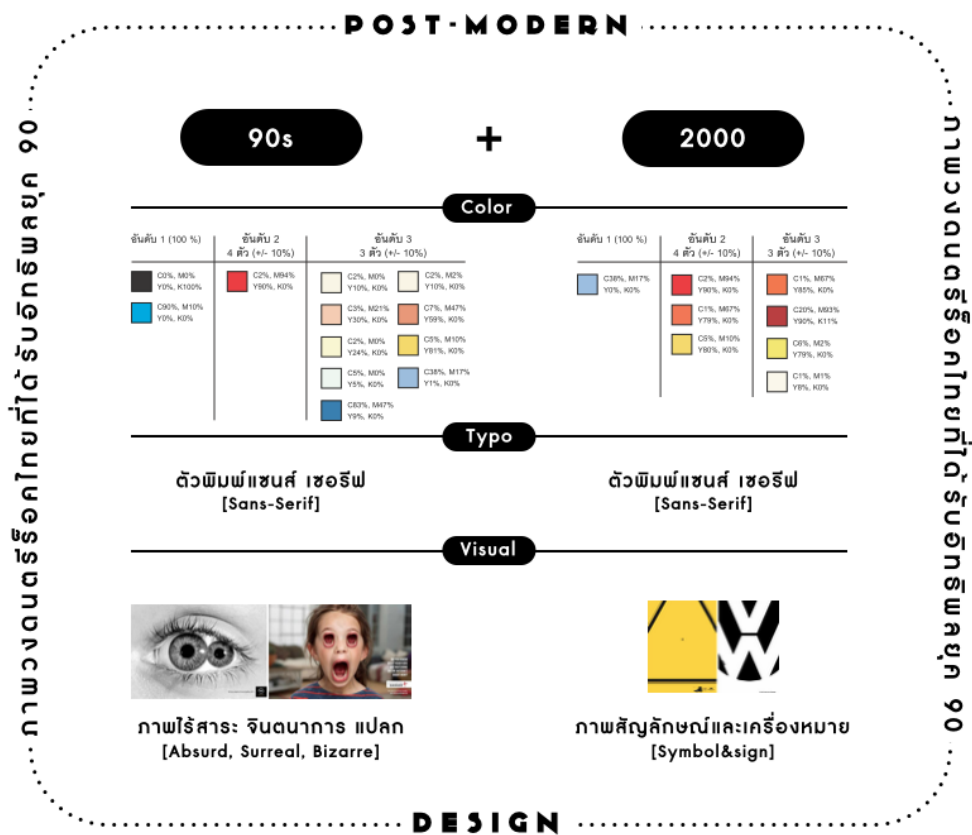 POST-MODERN
ภาพวงดนตรีร็อคไทยที่ได้รับอิทธิพลยุค 90
ภาพวงดนตรีร็อคไทยที่ได้รับอิทธิพลยุค 90
90s + 2000
Color
อันดับ 1 (100 %)
อันดับ 2
4 ตัว (+/- 10%)
อันดับ 3
3 ตัว (+/- 10%)
C0%, M0%
Y0%, K100%
C90%, M10%
Y0%, K0%
C2%, M94%
Y90%, K0%
C2%, M0%
Y10%, K0%
C2%, M2%
Y10%, K0%
C3%, M21%
Y30%, K0%
C7%, M47%
Y59%, K0%
C2%, M0%
Y24%, K0%
C5%, M10%
Y81%, K0%
C5%, M0%
Y5%, K0%
C38%, M17%
Y1%, K0%
C83%, M47%
Y9%, K0%
อันดับ 1 (100 %)
อันดับ 2
4 ตัว (+/- 10%)
อันดับ 3
3 ตัว (+/- 10%)
C38%, M17%
Y0%, K0%
C2%, M94%
Y90%, K0%
C1%, M67%
Y79%, K0%
C5%, M10%
Y80%, K0%
C1%, M67%
Y85%, K0%
C20%, M93%
Y90%, K11%
C6%, M2%
Y79%, K0%
C1%, M1%
Y8%, K0%
Typo
ตัวพิมพ์แซนส์ เซอรีฟ
[Sans-Serif]
ตัวพิมพ์แซนส์ เซอรีฟ
[Sans-Serif]
Visual
ภาพไร้สาระ จินตนาการ แปลก
[Absurd, Surreal, Bizarre]
ภาพสัญลักษณ์และเครื่องหมาย
[Symbol&sign]
DESIGN